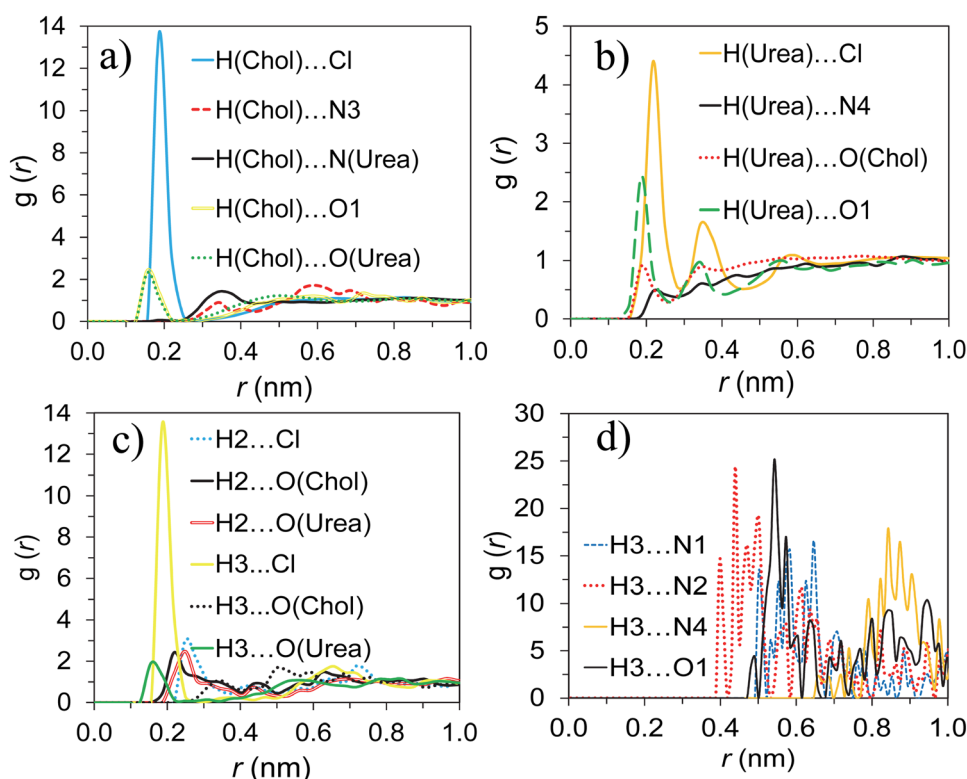 a)
14
12
10
8
6
4
2
0
g (r)
H(Chol)…Cl
H(Chol)…N3
H(Chol)…N(Urea)
H(Chol)…O1
H(Chol)…O(Urea)
0.0 0.2 0.4 0.6 0.8 1.0
r (nm)
b)
5
4
3
2
1
0
g (r)
H(Urea)…Cl
H(Urea)…N4
H(Urea)…O(Chol)
H(Urea)…O1
0.0 0.2 0.4 0.6 0.8 1.0
r (nm)
c)
14
12
10
8
6
4
2
0
g (r)
H2…Cl
H2…O(Chol)
H2…O(Urea)
H3…Cl
H3…O(Chol)
H3…O(Urea)
0.0 0.2 0.4 0.6 0.8 1.0
r (nm)
d)
30
25
20
15
10
5
0
g (r)
H3…N1
H3…N2
H3…N4
H3…O1
0.0 0.2 0.4 0.6 0.8 1.0
r (nm)